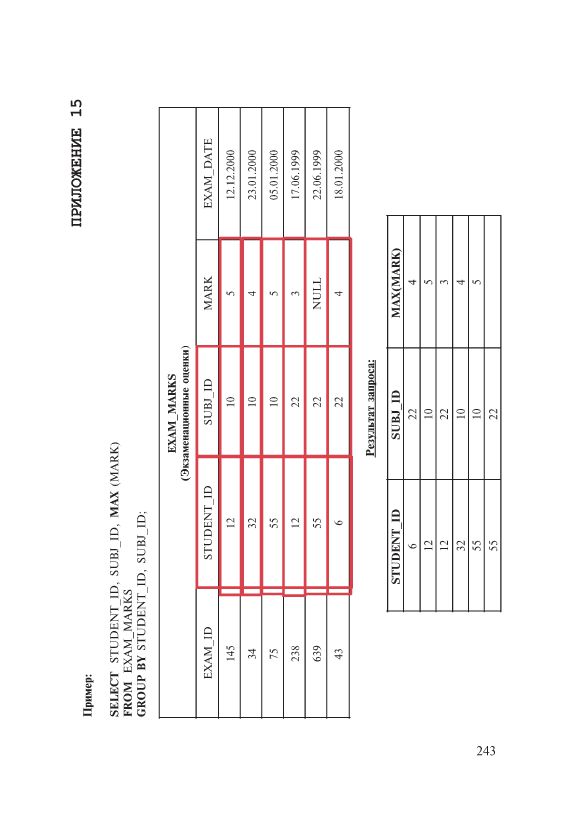 ПРИЛОЖЕНИЕ 15
Пример:
SELECT STUDENT_ID, SUBJ_ID, MAX (MARK)
FROM EXAM_MARKS
GROUP BY STUDENT_ID, SUBJ_ID;
EXAM_MARKS
(Экзаменационные оценки)
EXAM_ID STUDENT_ID SUBJ_ID MARK EXAM_DATE
145 12 10 5 12.12.2000
34 32 10 4 23.01.2000
75 55 10 5 05.01.2000
238 12 22 3 17.06.1999
639 55 22 NULL 22.06.1999
43 6 22 4 18.01.2000
Результат запроса:
STUDENT_ID SUBJ_ID MAX(MARK)
6 22 4
12 10 5
12 22 3
32 10 4
55 10 5
55 22
243